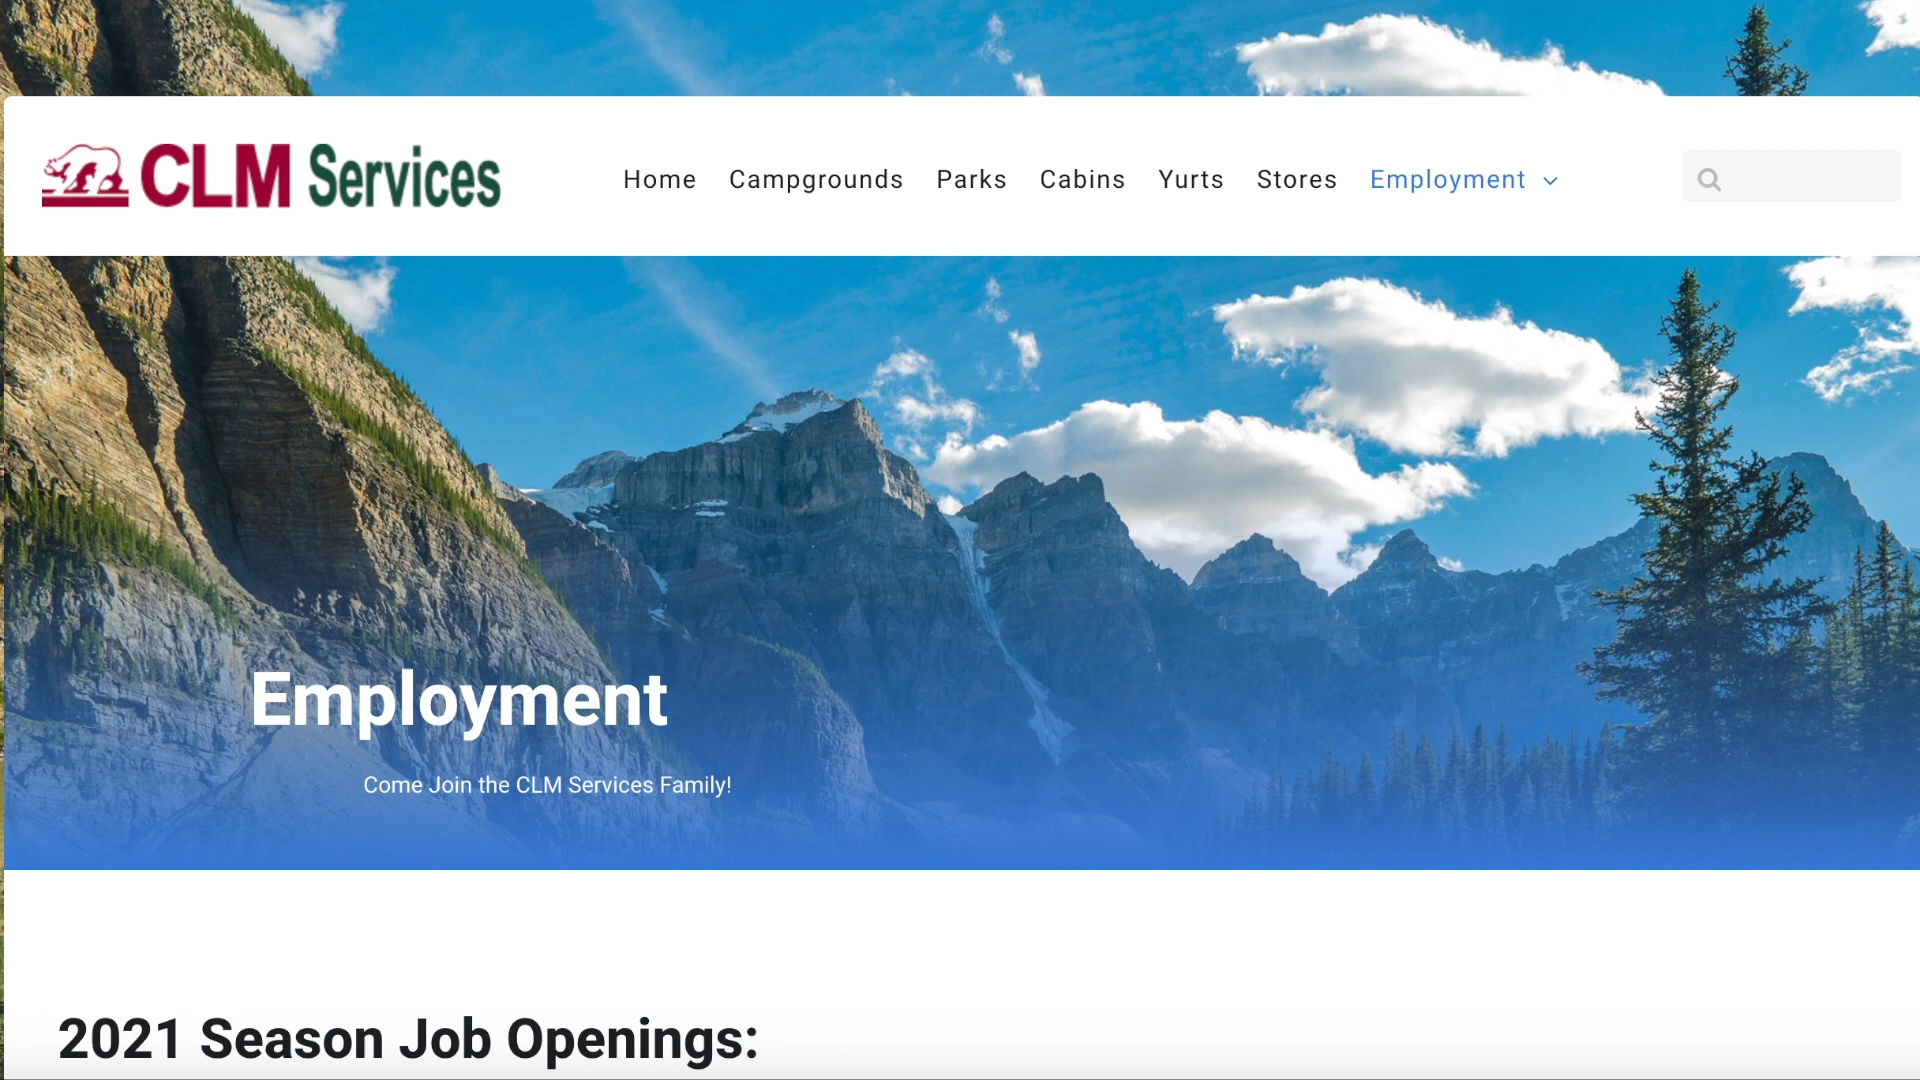 CLM Services
Home Campgrounds Parks Cabins Yurts Stores Employment
Employment
Come Join the CLM Services Family!
2021 Season Job Openings: